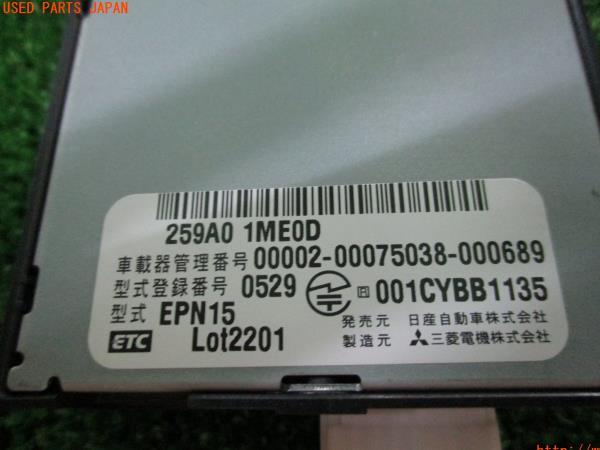 USED PARTS JAPAN
259A0 1ME0D
車載器管理番号 00002-00075038-000689
型式登録番号 0529
001CYBB1135
型式 EPN15
発売元 日産自動車株式会社
ETC Lot2201
製造元 三菱電機株式会社